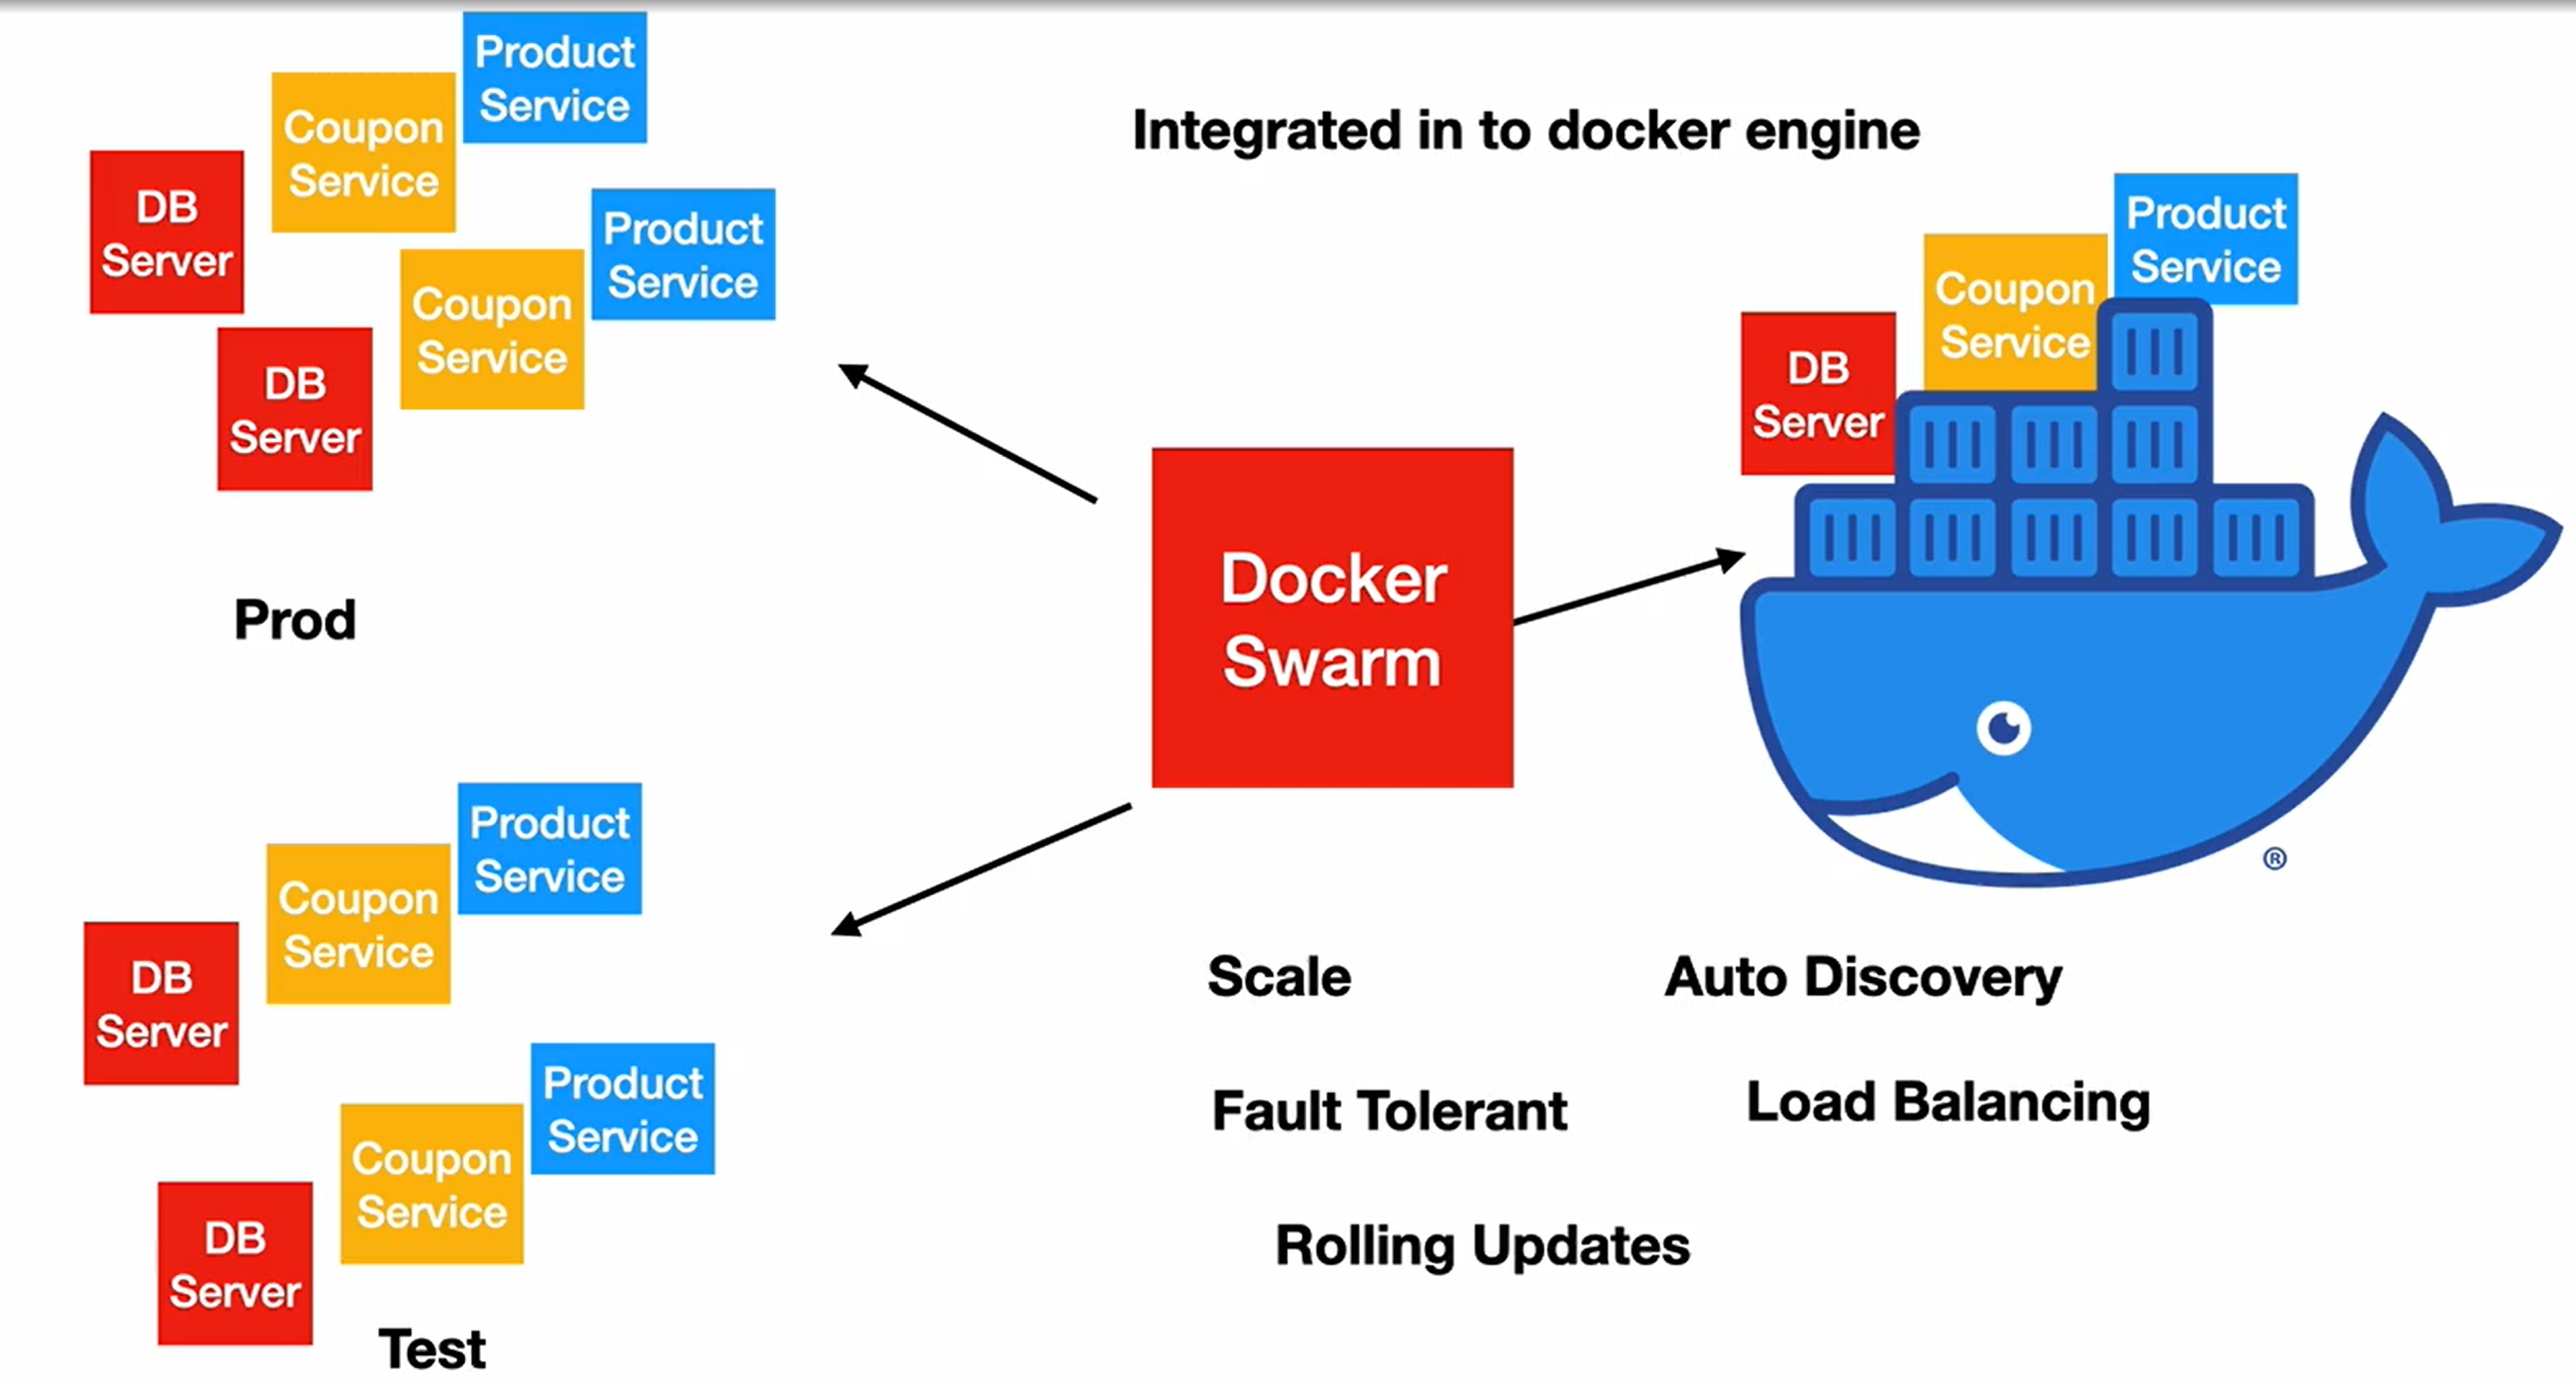 Product
Service
Coupon
Service
DB
Server
Product
Service
Coupon
Service
DB
Server
Prod
Integrated in to docker engine
Product
Service
Coupon
Service
DB
Server
Docker
Swarm
®
Product
Service
Coupon
Service
DB
Server
Product
Service
Coupon
Service
DB
Server
Test
Scale
Auto Discovery
Fault Tolerant
Load Balancing
Rolling Updates